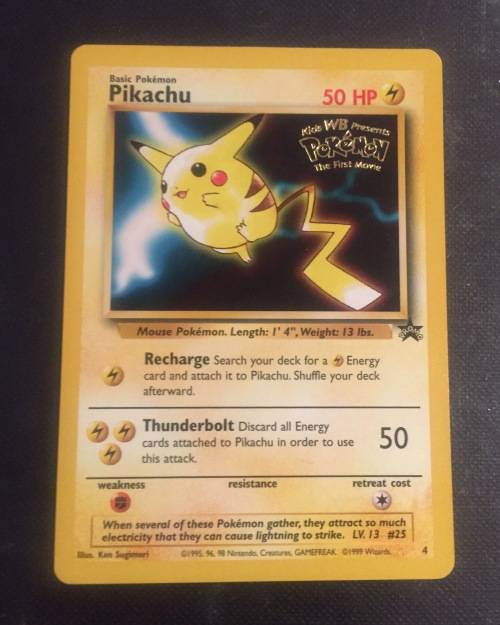 Basic Pokémon
Pikachu
50 HP
Kids WB Presents
POKéMON
The First Movie
Mouse Pokémon. Length: 1' 4", Weight: 13 lbs.
PROMO
Recharge Search your deck for a Energy
card and attach it to Pikachu. Shuffle your deck
afterward.
Thunderbolt Discard all Energy
cards attached to Pikachu in order to use
this attack.
50
weakness resistance retreat cost
When several of these Pokémon gather, they attract so much
electricity that they can cause lightning to strike. LV. 13 #25
Illus. Ken Sugimori ©1995, 96, 98 Nintendo, Creatures, GAMEFREAK. ©1999 Wizards. 4